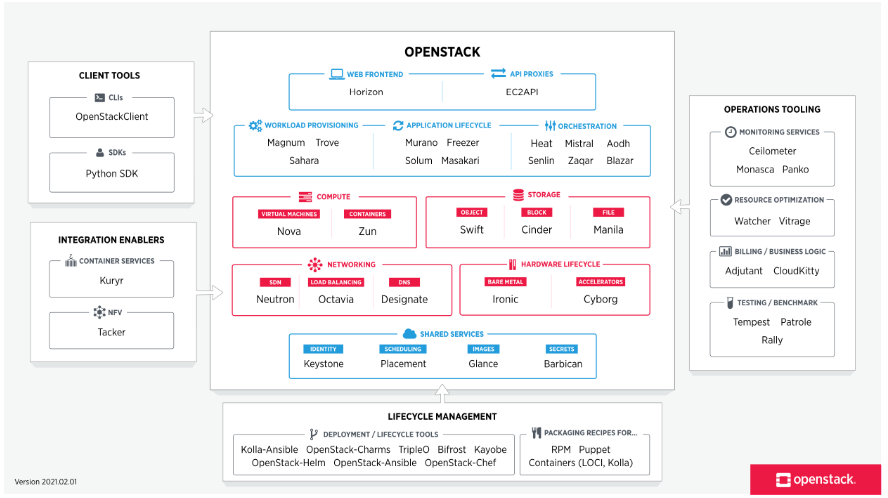 OPENSTACK
WEB FRONTEND
Horizon
API PROXIES
EC2API
WORKLOAD PROVISIONING
Magnum Trove
Sahara
APPLICATION LIFECYCLE
Murano Freezer
Solum Masakari
ORCHESTRATION
Heat Mistral Aodh
Senlin Zaqar Blazar
COMPUTE
VIRTUAL MACHINES
Nova
CONTAINERS
Zun
STORAGE
OBJECT
Swift
BLOCK
Cinder
FILE
Manila
NETWORKING
SDN
Neutron
LOAD BALANCING
Octavia
DNS
Designate
HARDWARE LIFECYCLE
BARE METAL
Ironic
ACCELERATORS
Cyborg
SHARED SERVICES
IDENTITY
Keystone
SCHEDULING
Placement
IMAGES
Glance
SECRETS
Barbican
CLIENT TOOLS
CLIs
OpenStackClient
SDKs
Python SDK
INTEGRATION ENABLERS
CONTAINER SERVICES
Kuryr
NFV
Tacker
OPERATIONS TOOLING
MONITORING SERVICES
Ceilometer
Monasca Panko
RESOURCE OPTIMIZATION
Watcher Vitrage
BILLING / BUSINESS LOGIC
Adjutant CloudKitty
TESTING / BENCHMARK
Tempest Patrole
Rally
LIFECYCLE MANAGEMENT
DEPLOYMENT / LIFECYCLE TOOLS
Kolla-Ansible OpenStack-Charms TripleO Bifrost Kayobe
OpenStack-Helm OpenStack-Ansible OpenStack-Chef
PACKAGING RECIPES FOR...
RPM Puppet
Containers (LOCI, Kolla)
Version 2021.02.01
openstack.